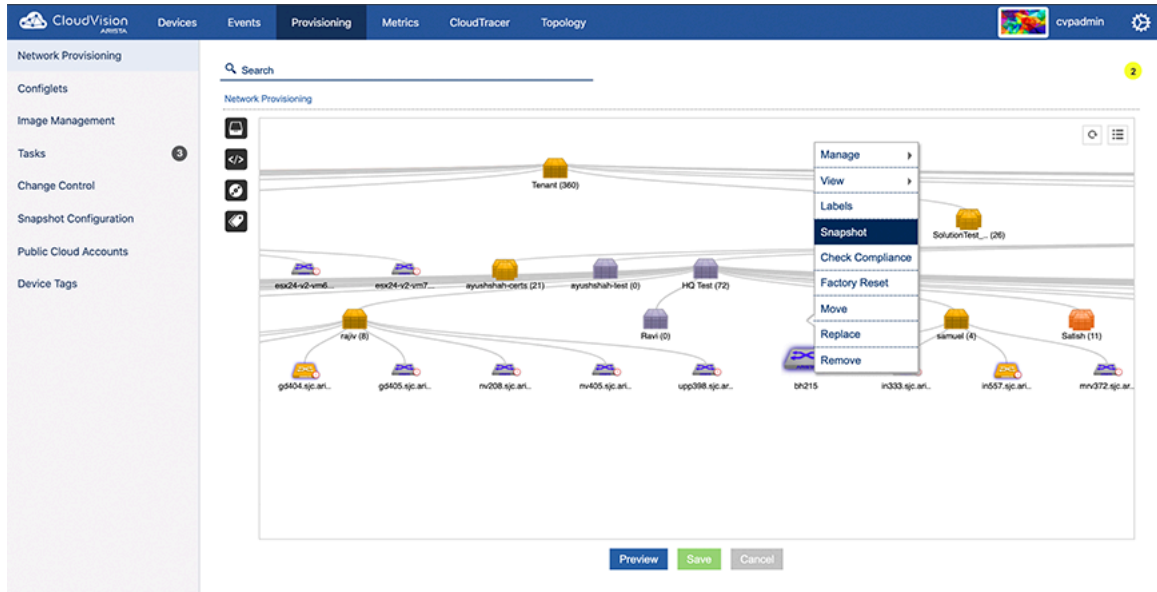 CloudVision
ARISTA
Devices
Events
Provisioning
Metrics
CloudTracer
Topology
cvpadmin
Network Provisioning
Configlets
Image Management
Tasks
3
Change Control
Snapshot Configuration
Public Cloud Accounts
Device Tags
Search
2
Network Provisioning
</>
Tenant (360)
Manage
View
Labels
Snapshot
Check Compliance
Factory Reset
Move
Replace
Remove
SolutionTest_... (26)
esx24-v2-vm6...
esx24-v2-vm7...
ayushshah-certs (21)
ayushshah-test (0)
HQ Test (72)
rajiv (8)
Ravi (0)
samuel (4)
Satish (11)
gd404.sjc.ari...
gd405.sjc.ari...
nv208.sjc.ari...
nv405.sjc.ari...
upp398.sjc.ar...
bh215
in333.sjc.ari...
in557.sjc.ari...
mrv372.sjc.ar...
Preview
Save
Cancel